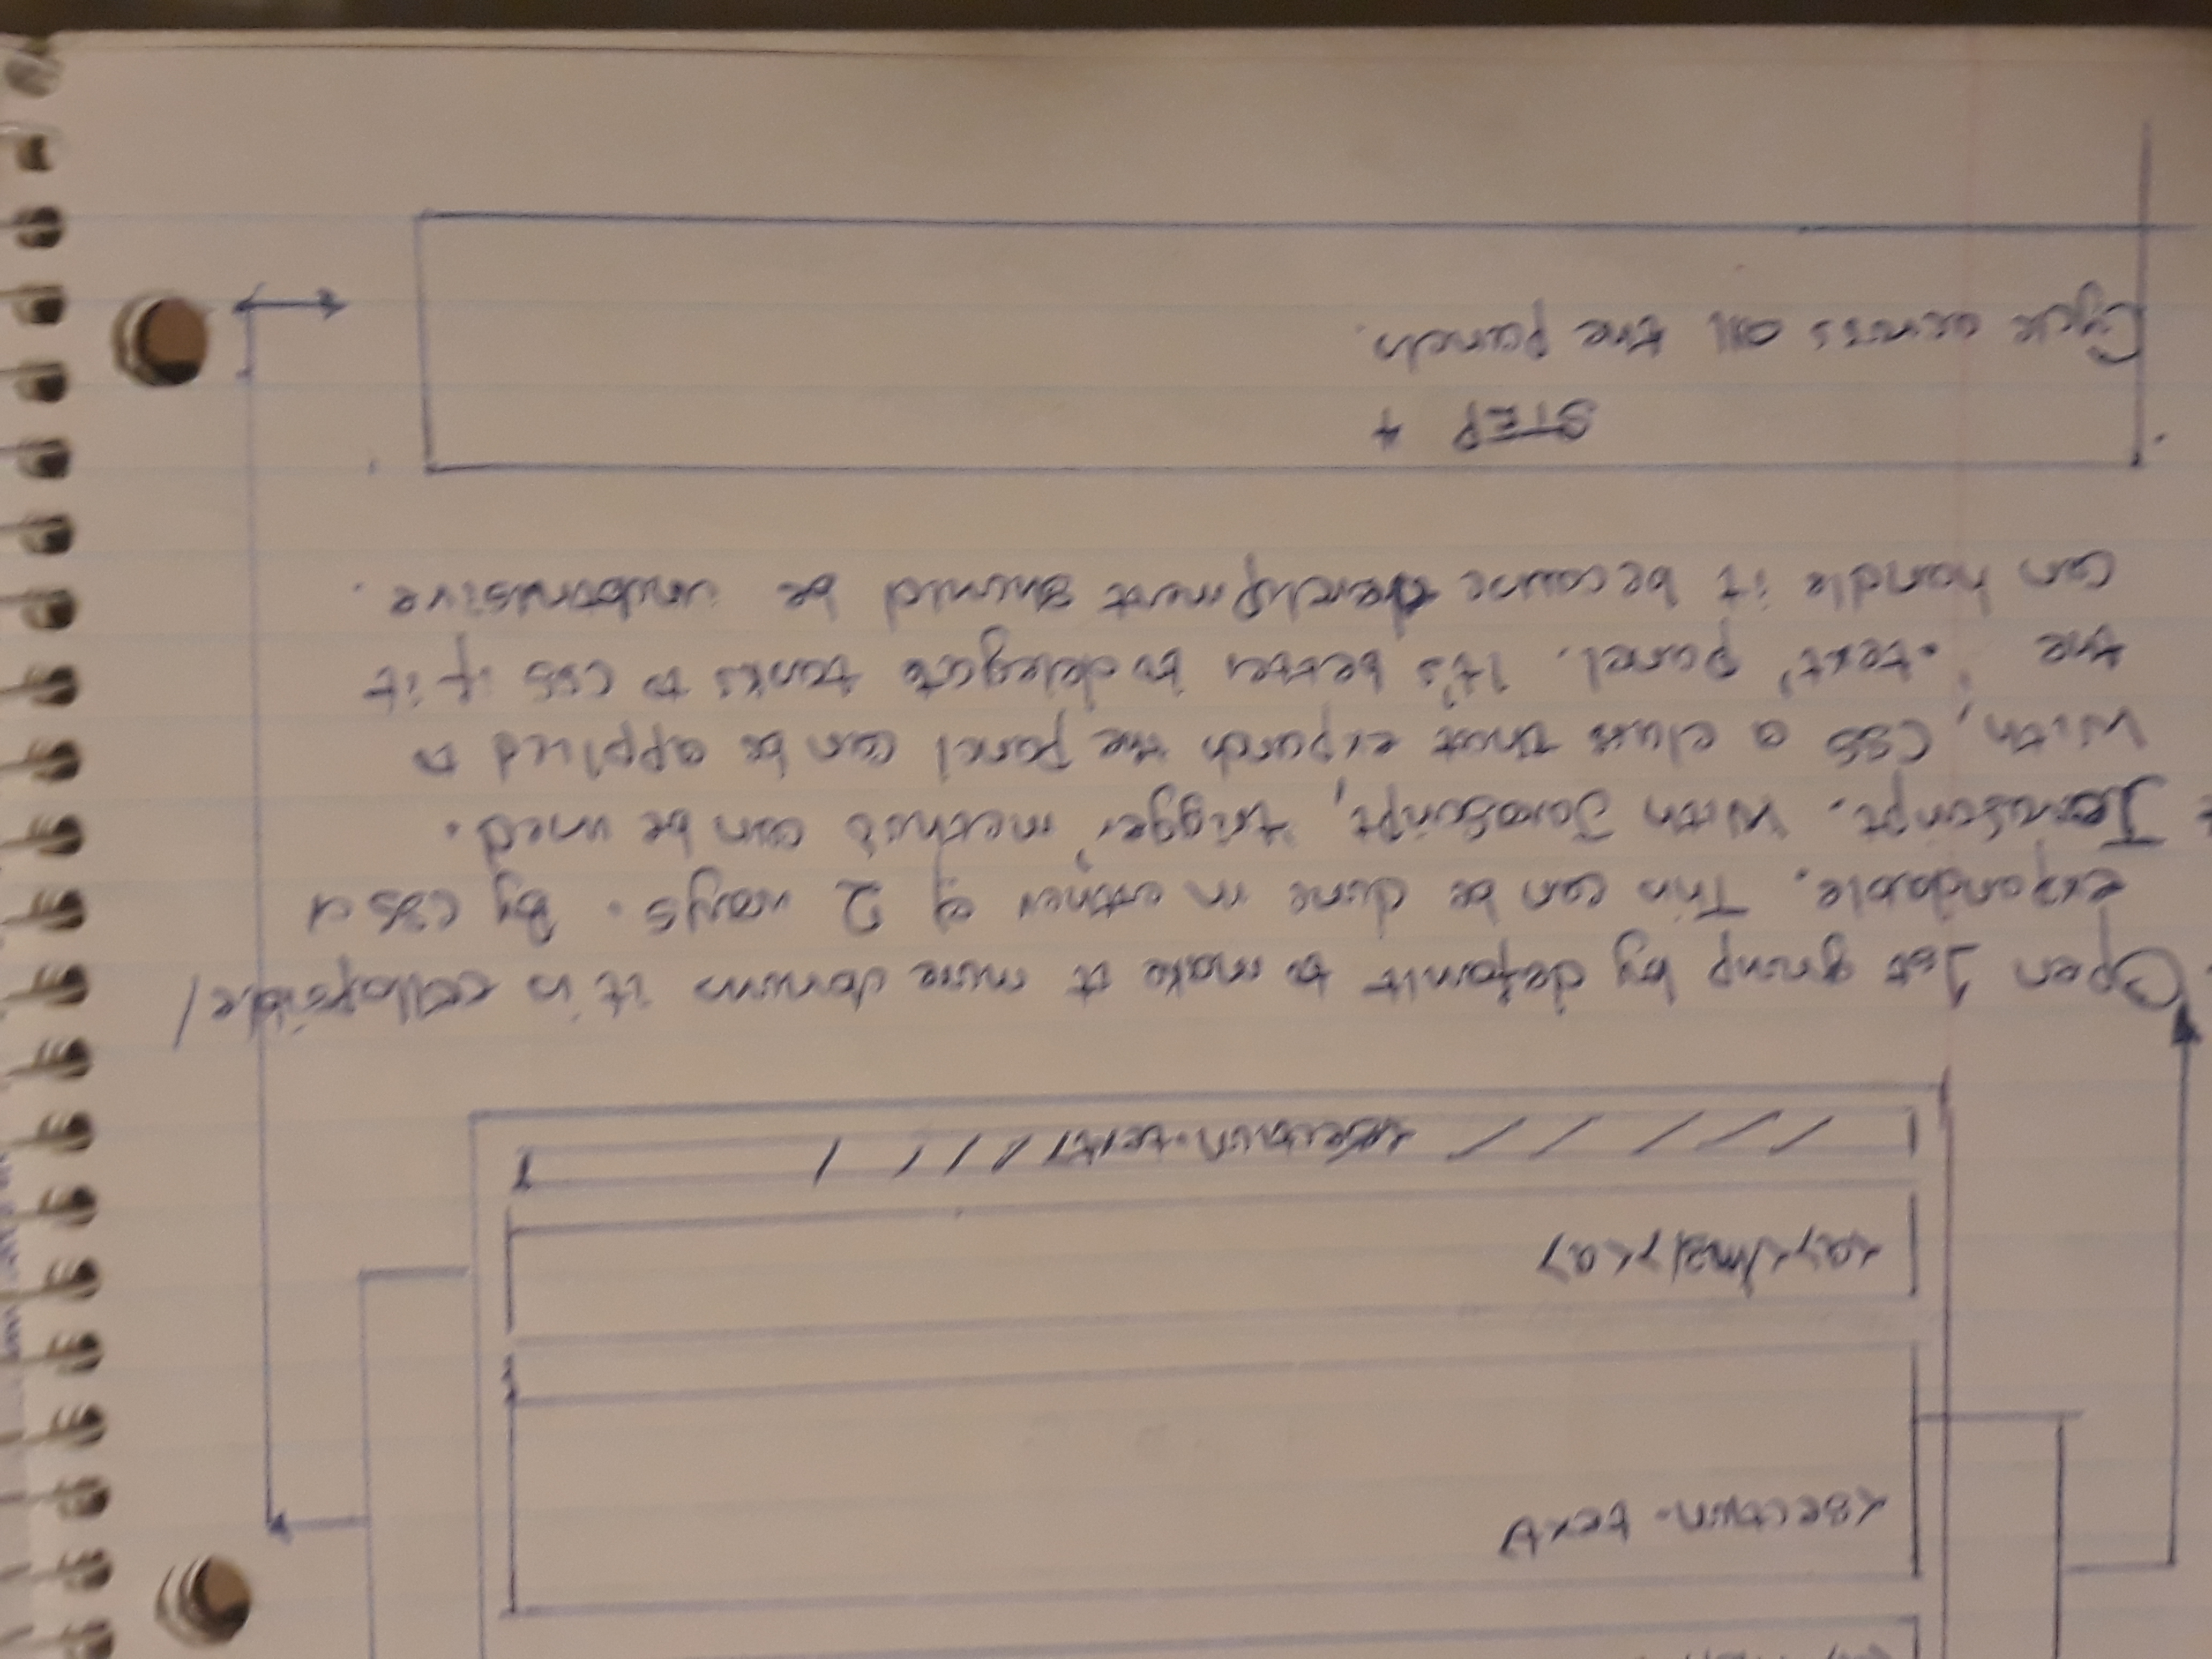 <section.text>
<a></a>
<section.text>
Open 1st group by default to make it more obvious it is collapsible/
expandable. This can be done in either of 2 ways. By CSS or
JavaScript. With JavaScript, 'trigger' method can be used.
With, CSS a class that expands the panel can be applied to
the '.text' panel. It's better to delegate tasks to CSS if it
can handle it because development should be unobtrusive.
STEP 4
Cycle across all the panels.